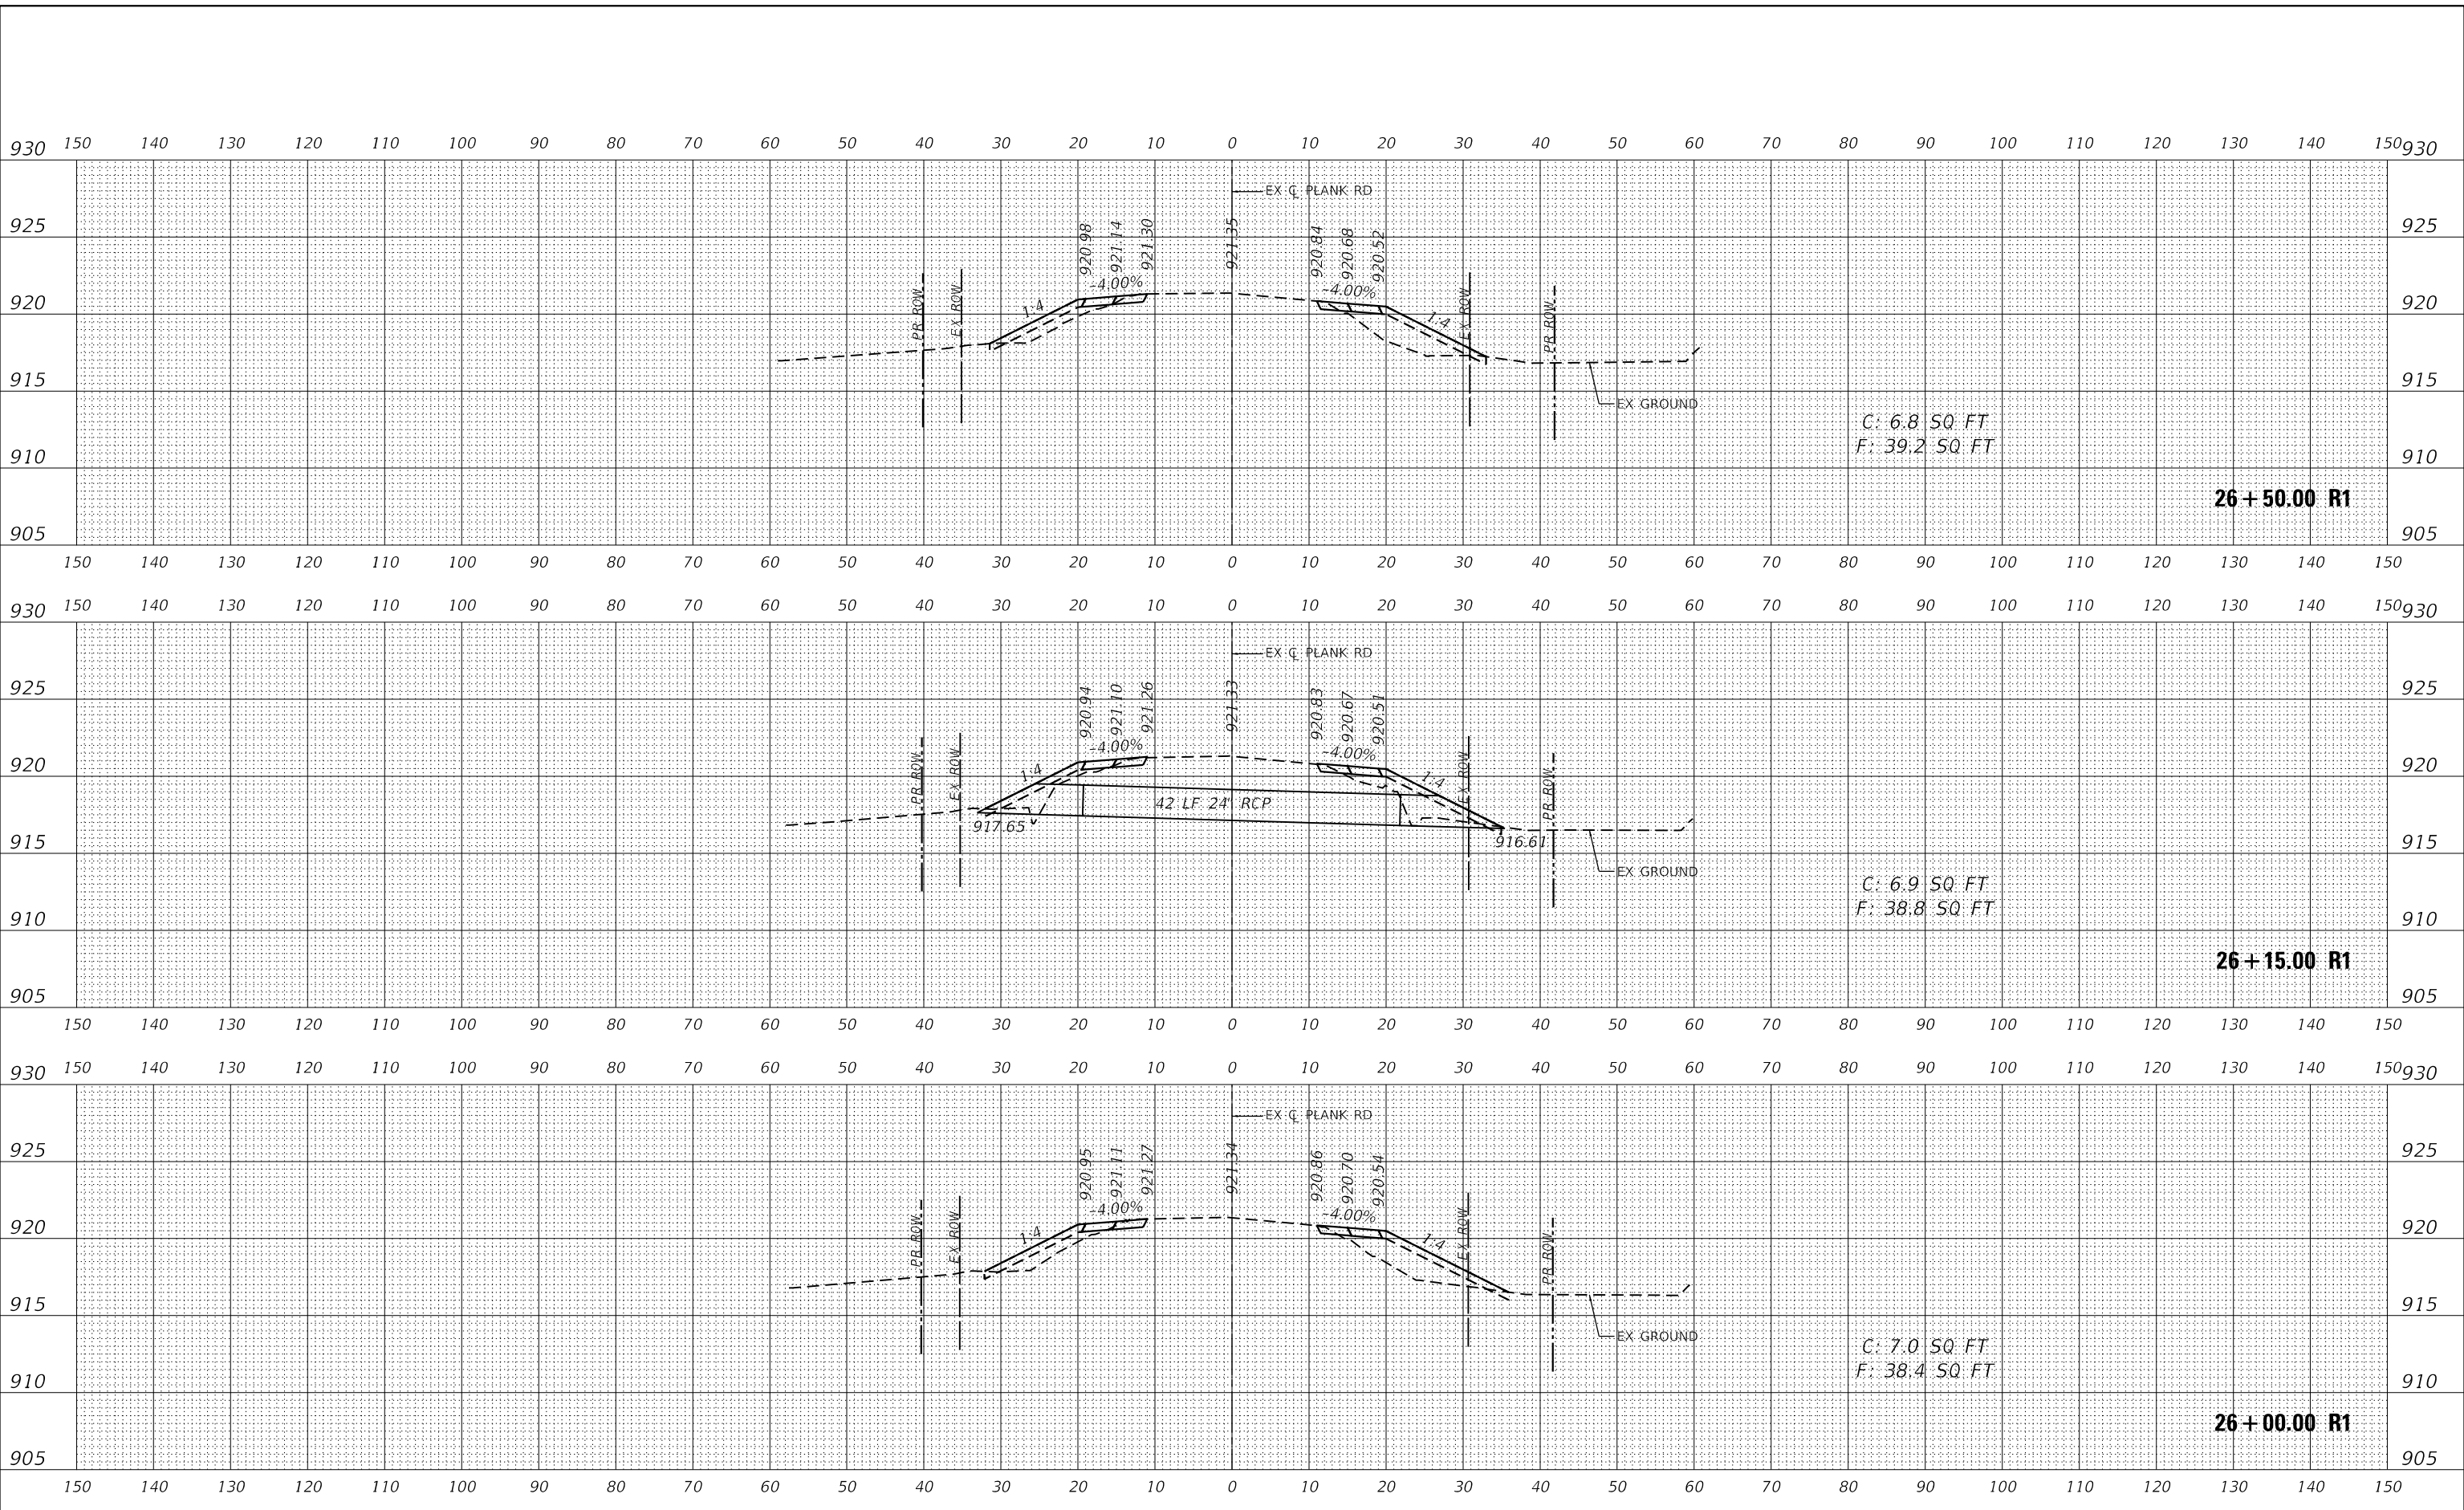 150 140 130 120 110 100 90 80 70 60 50 40 30 20 10 0 10 20 30 40 50 60 70 80 90 100 110 120 130 140 150
930 930
EX ℄ PLANK RD
925 925
920.98 921.14 921.30 921.35 920.84 920.68 920.52
-4.00% -4.00%
920 920
1:4 1:4
PR ROW EX ROW EX ROW PR ROW
915 915
EX GROUND
C: 6.8 SQ FT
F: 39.2 SQ FT
910 910
26+50.00 R1
905 905
150 140 130 120 110 100 90 80 70 60 50 40 30 20 10 0 10 20 30 40 50 60 70 80 90 100 110 120 130 140 150
150 140 130 120 110 100 90 80 70 60 50 40 30 20 10 0 10 20 30 40 50 60 70 80 90 100 110 120 130 140 150
930 930
EX ℄ PLANK RD
925 925
920.94 921.10 921.26 921.33 920.83 920.67 920.51
-4.00% -4.00%
920 920
1:4 1:4
PR ROW EX ROW EX ROW PR ROW
42 LF 24" RCP
917.65
916.61
915 915
EX GROUND
C: 6.9 SQ FT
F: 38.8 SQ FT
910 910
26+15.00 R1
905 905
150 140 130 120 110 100 90 80 70 60 50 40 30 20 10 0 10 20 30 40 50 60 70 80 90 100 110 120 130 140 150
150 140 130 120 110 100 90 80 70 60 50 40 30 20 10 0 10 20 30 40 50 60 70 80 90 100 110 120 130 140 150
930 930
EX ℄ PLANK RD
925 925
920.95 921.11 921.27 921.34 920.86 920.70 920.54
-4.00% -4.00%
920 920
1:4 1:4
PR ROW EX ROW EX ROW PR ROW
915 915
EX GROUND
C: 7.0 SQ FT
F: 38.4 SQ FT
910 910
26+00.00 R1
905 905
150 140 130 120 110 100 90 80 70 60 50 40 30 20 10 0 10 20 30 40 50 60 70 80 90 100 110 120 130 140 150